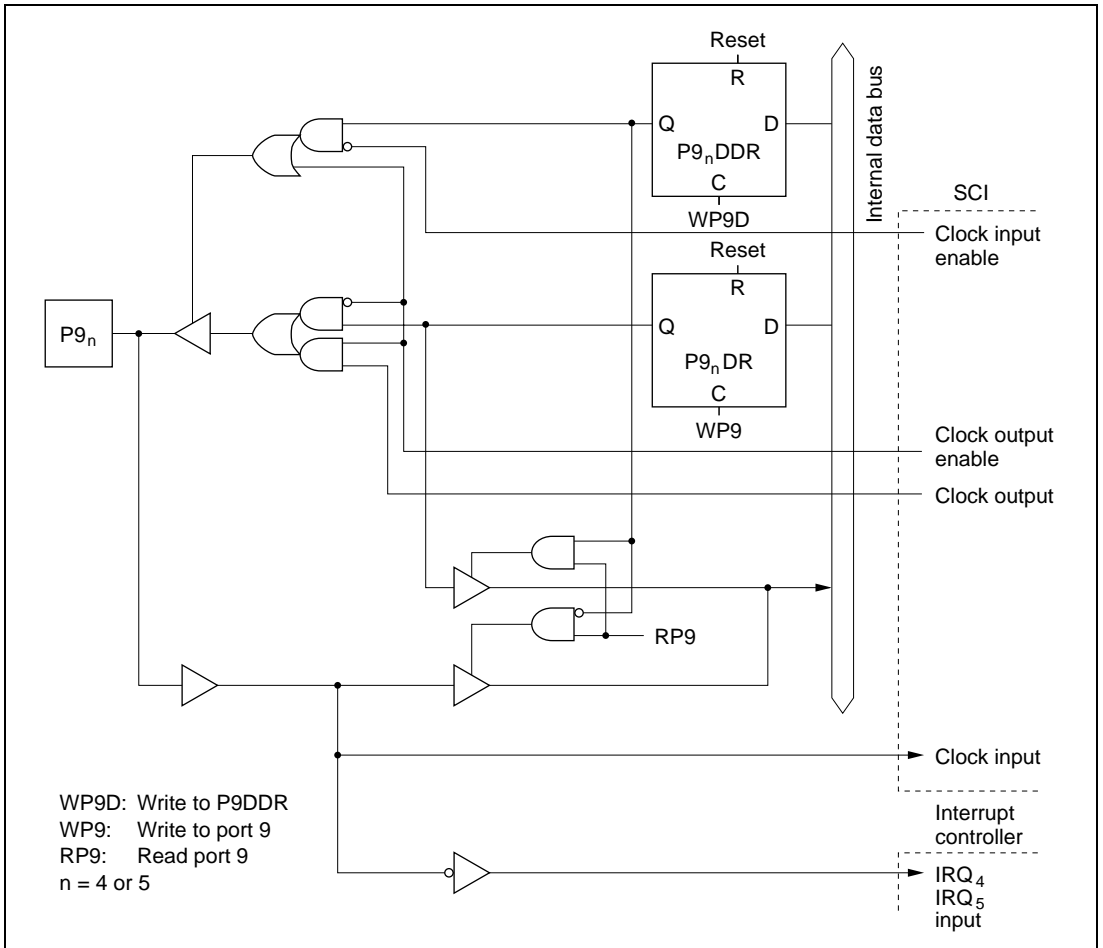 Reset
R
Q
D
P9nDDR
C
WP9D
Internal data bus
SCI
Clock input
enable
Reset
R
P9n
Q
D
P9nDR
C
WP9
Clock output
enable
Clock output
RP9
Clock input
WP9D: Write to P9DDR
WP9: Write to port 9
RP9: Read port 9
n = 4 or 5
Interrupt
controller
IRQ4
IRQ5
input